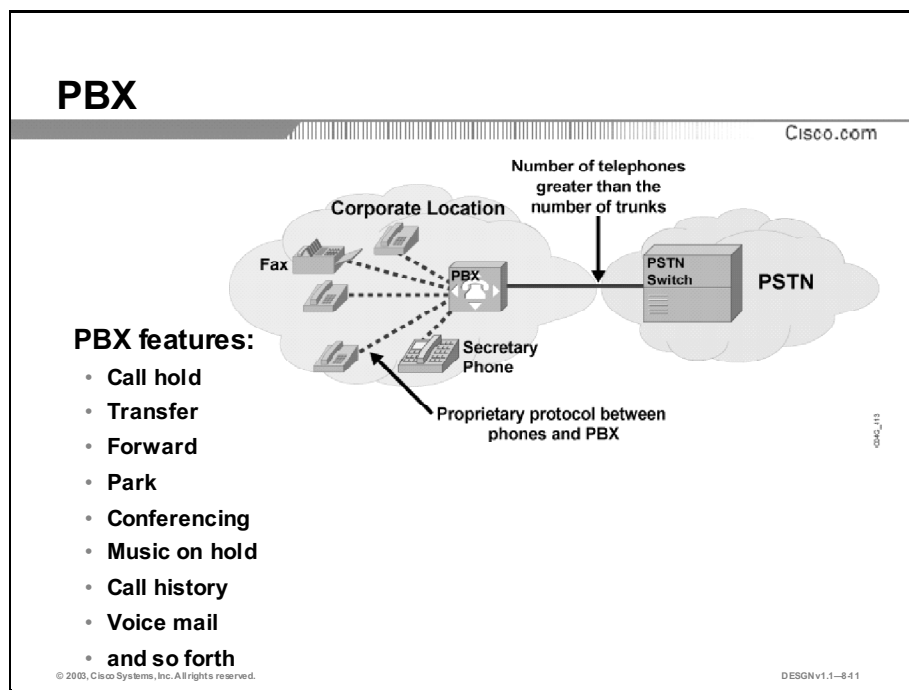 PBX
Cisco.com
Number of telephones
greater than the
number of trunks
Corporate Location
Fax
PBX
PSTN
Switch
PSTN
Secretary
Phone
Proprietary protocol between
phones and PBX
PBX features:
• Call hold
• Transfer
• Forward
• Park
• Conferencing
• Music on hold
• Call history
• Voice mail
• and so forth
© 2003, Cisco Systems, Inc. All rights reserved.
DESGN v1.1—8-11